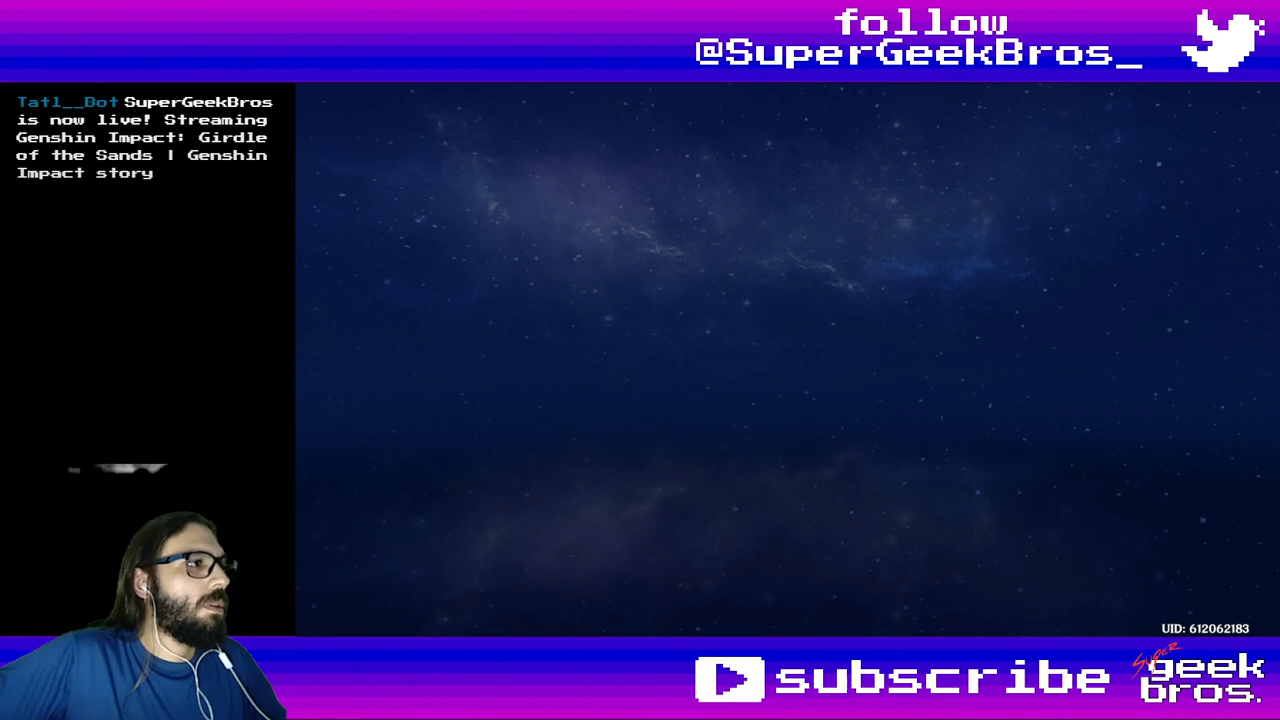 follow
@SuperGeekBros_
Tatl__Bot SuperGeekBros
is now live! Streaming
Genshin Impact: Girdle
of the Sands | Genshin
Impact story
UID: 612062183
subscribe
SUPER
geek
bros.